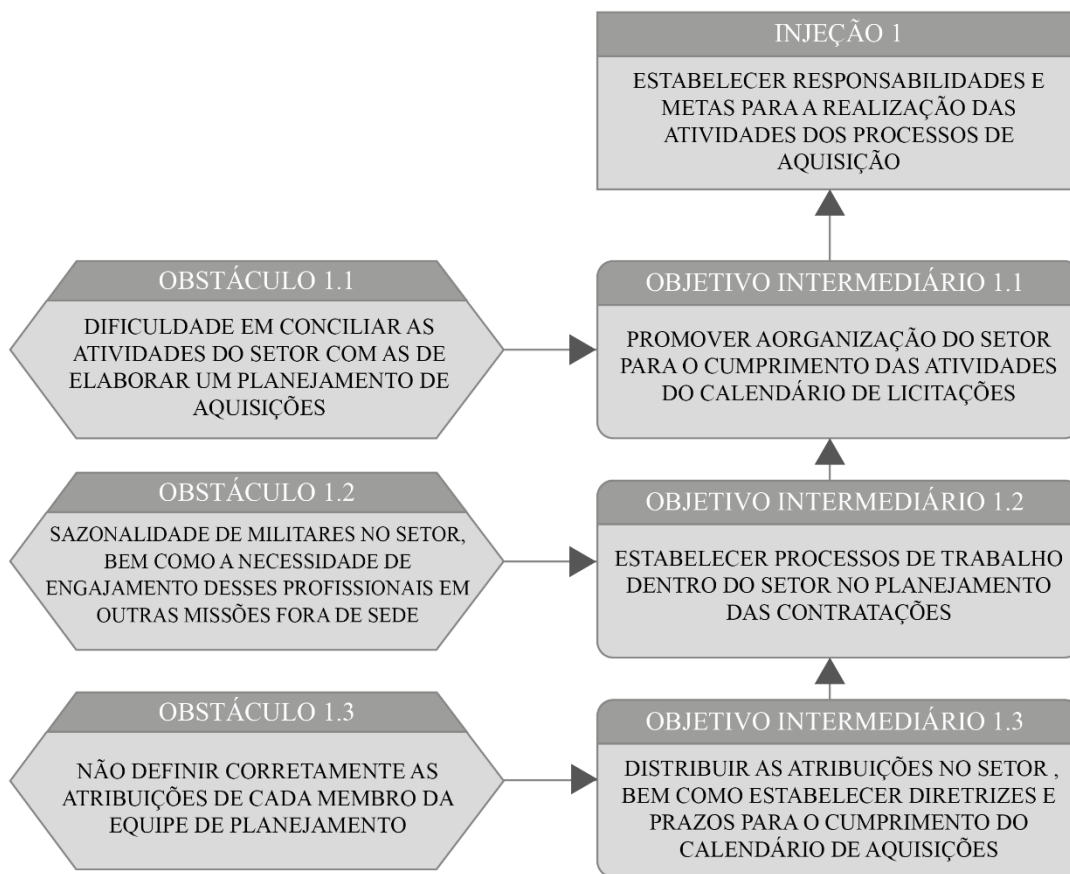 INJEÇÃO 1
ESTABELECER RESPONSABILIDADES E
METAS PARA A REALIZAÇÃO DAS
ATIVIDADES DOS PROCESSOS DE
AQUISIÇÃO
OBSTÁCULO 1.1
DIFICULDADE EM CONCILIAR AS
ATIVIDADES DO SETOR COM AS DE
ELABORAR UM PLANEJAMENTO DE
AQUISIÇÕES
OBJETIVO INTERMEDIÁRIO 1.1
PROMOVER AORGANIZAÇÃO DO SETOR
PARA O CUMPRIMENTO DAS ATIVIDADES
DO CALENDÁRIO DE LICITAÇÕES
OBSTÁCULO 1.2
SAZONALIDADE DE MILITARES NO SETOR,
BEM COMO A NECESSIDADE DE
ENGAJAMENTO DESSES PROFISSIONAIS EM
OUTRAS MISSÕES FORA DE SEDE
OBJETIVO INTERMEDIÁRIO 1.2
ESTABELECER PROCESSOS DE TRABALHO
DENTRO DO SETOR NO PLANEJAMENTO
DAS CONTRATAÇÕES
OBSTÁCULO 1.3
NÃO DEFINIR CORRETAMENTE AS
ATRIBUIÇÕES DE CADA MEMBRO DA
EQUIPE DE PLANEJAMENTO
OBJETIVO INTERMEDIÁRIO 1.3
DISTRIBUIR AS ATRIBUIÇÕES NO SETOR ,
BEM COMO ESTABELECER DIRETRIZES E
PRAZOS PARA O CUMPRIMENTO DO
CALENDÁRIO DE AQUISIÇÕES